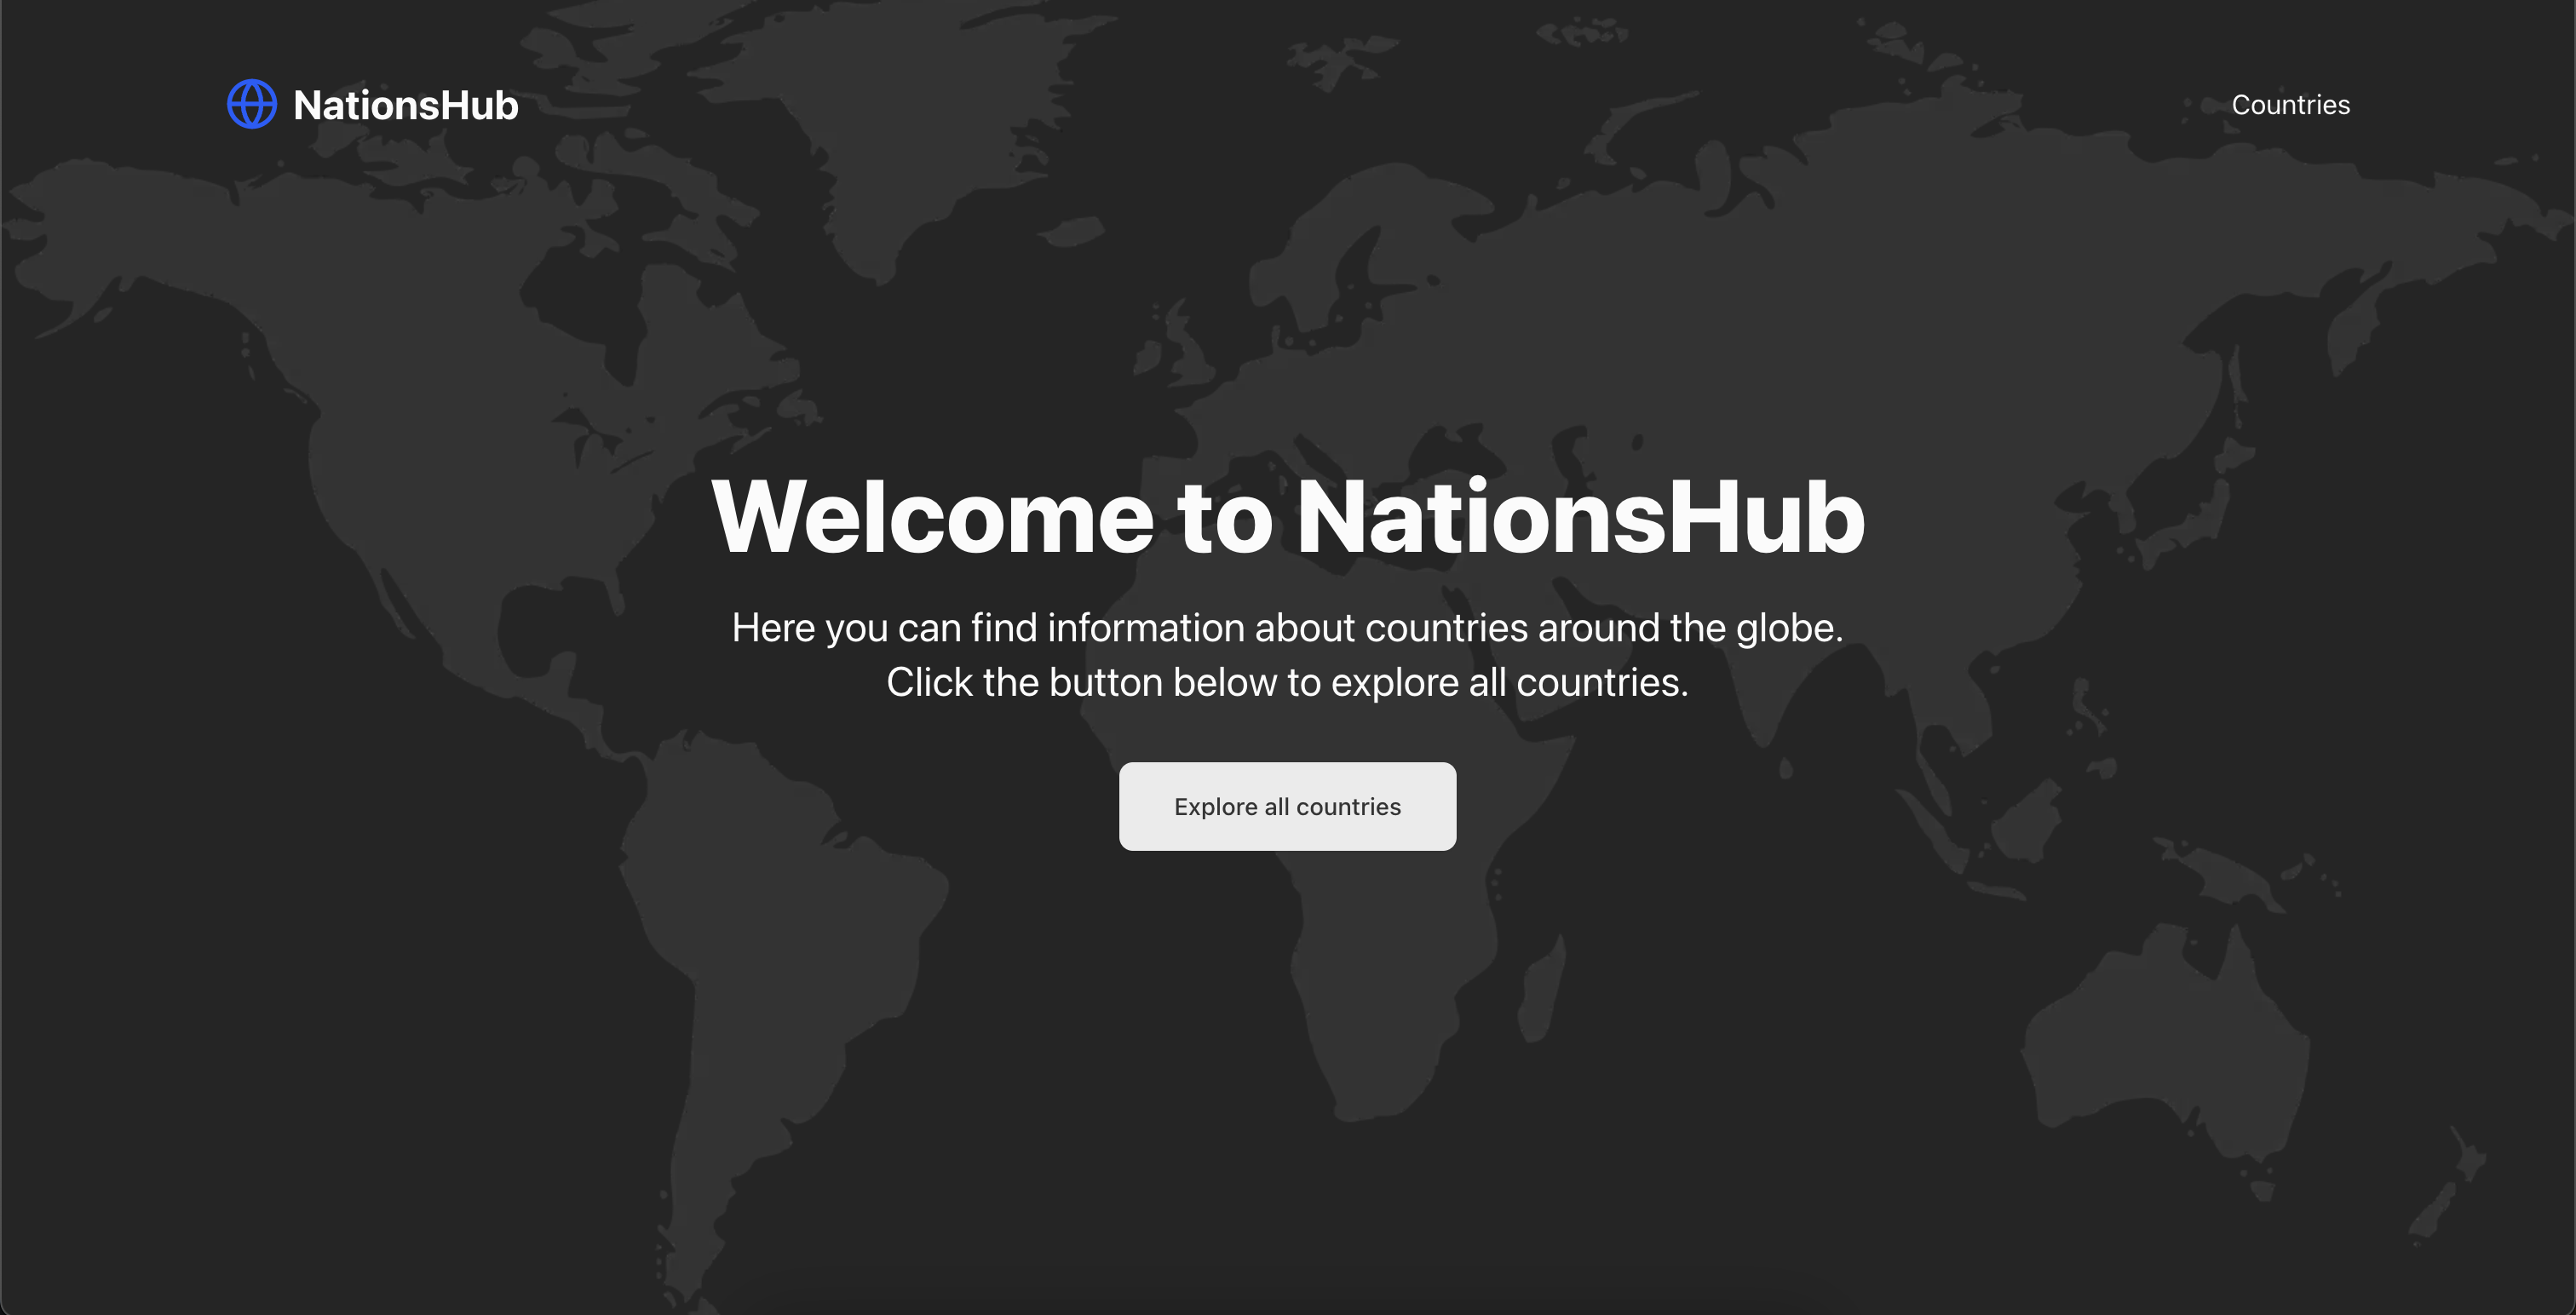 NationsHub
Countries
Welcome to NationsHub
Here you can find information about countries around the globe.
Click the button below to explore all countries.
Explore all countries